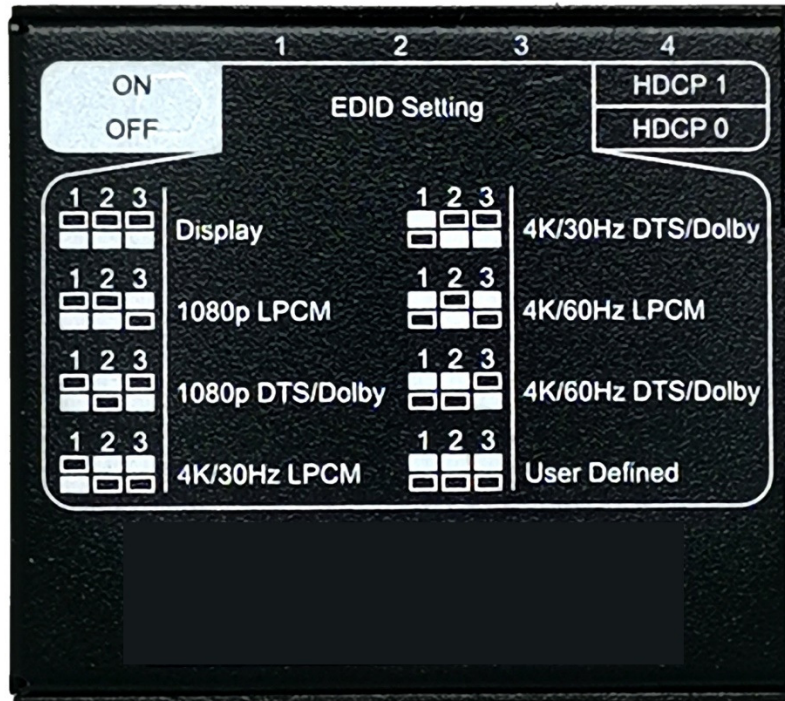 1 2 3 4
ON EDID Setting HDCP 1
OFF HDCP 0
1 2 3 Display
1 2 3 4K/30Hz DTS/Dolby
1 2 3 1080p LPCM
1 2 3 4K/60Hz LPCM
1 2 3 1080p DTS/Dolby
1 2 3 4K/60Hz DTS/Dolby
1 2 3 4K/30Hz LPCM
1 2 3 User Defined